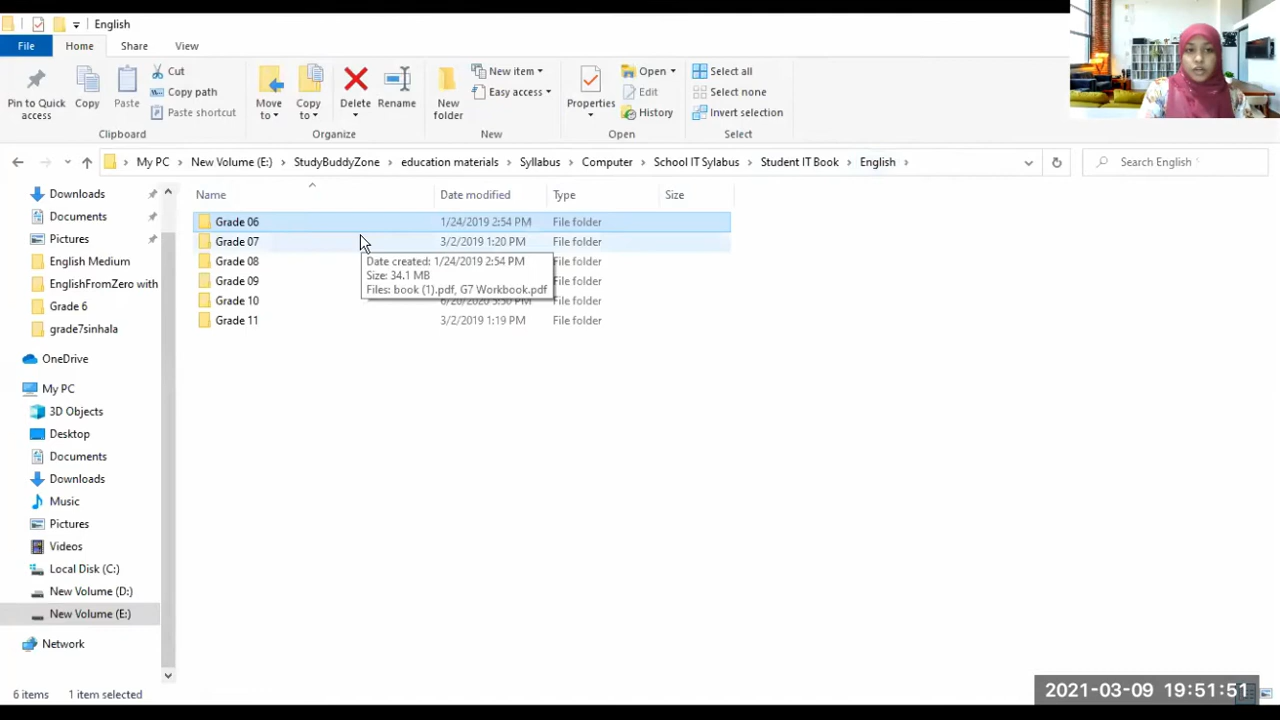 English
File Home Share View
Pin to Quick access
Copy
Paste
Cut
Copy path
Paste shortcut
Clipboard
Move to
Copy to
Delete
Rename
Organize
New folder
New item
Easy access
New
Properties
Open
Edit
History
Open
Select all
Select none
Invert selection
Select
My PC > New Volume (E:) > StudyBuddyZone > education materials > Syllabus > Computer > School IT Sylabus > Student IT Book > English >
Search English
Downloads
Documents
Pictures
English Medium
EnglishFromZero with
Grade 6
grade7sinhala
OneDrive
My PC
3D Objects
Desktop
Documents
Downloads
Music
Pictures
Videos
Local Disk (C:)
New Volume (D:)
New Volume (E:)
Network
Name Date modified Type Size
Grade 06 1/24/2019 2:54 PM File folder
Grade 07 3/2/2019 1:20 PM File folder
Grade 08 File folder
Grade 09 File folder
Grade 10 File folder
Grade 11 3/2/2019 1:19 PM File folder
Date created: 1/24/2019 2:54 PM
Size: 34.1 MB
Files: book (1).pdf, G7 Workbook.pdf
6 items 1 item selected
2021-03-09 19:51:51